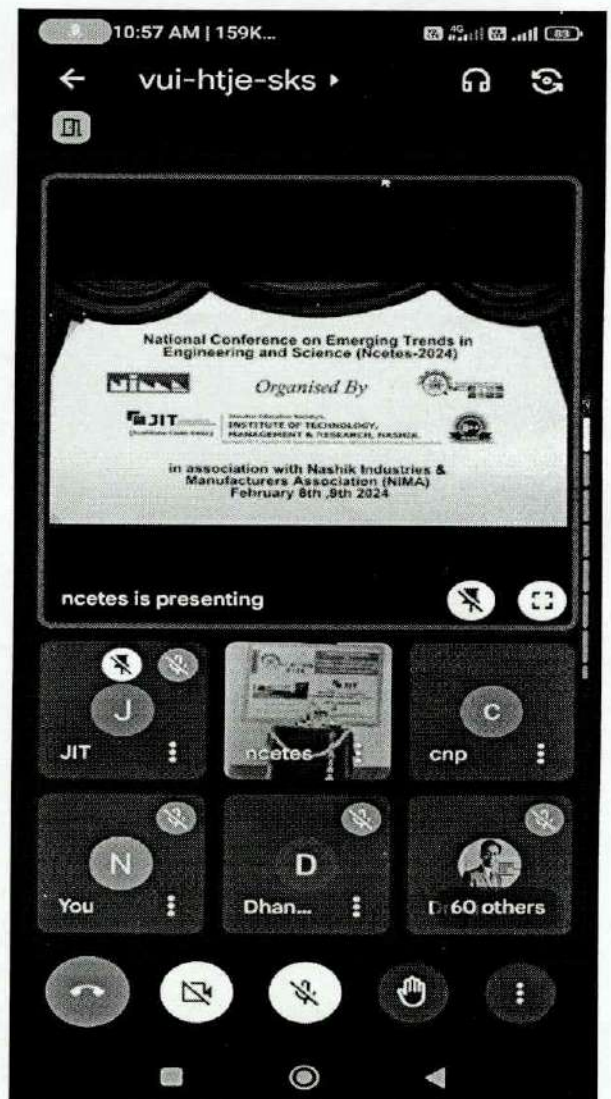 10:57 AM | 159K...
4G
83
vui-htje-sks
National Conference on Emerging Trends in
Engineering and Science (Ncetes-2024)
Organised By
JIT
INSTITUTE OF TECHNOLOGY,
MANAGEMENT & RESEARCH, NASHIK.
in association with Nashik Industries &
Manufacturers Association (NIMA)
February 8th ,9th 2024
ncetes is presenting
J
JIT
ncetes
C
cnp
N
You
D
Dhan...
60 others